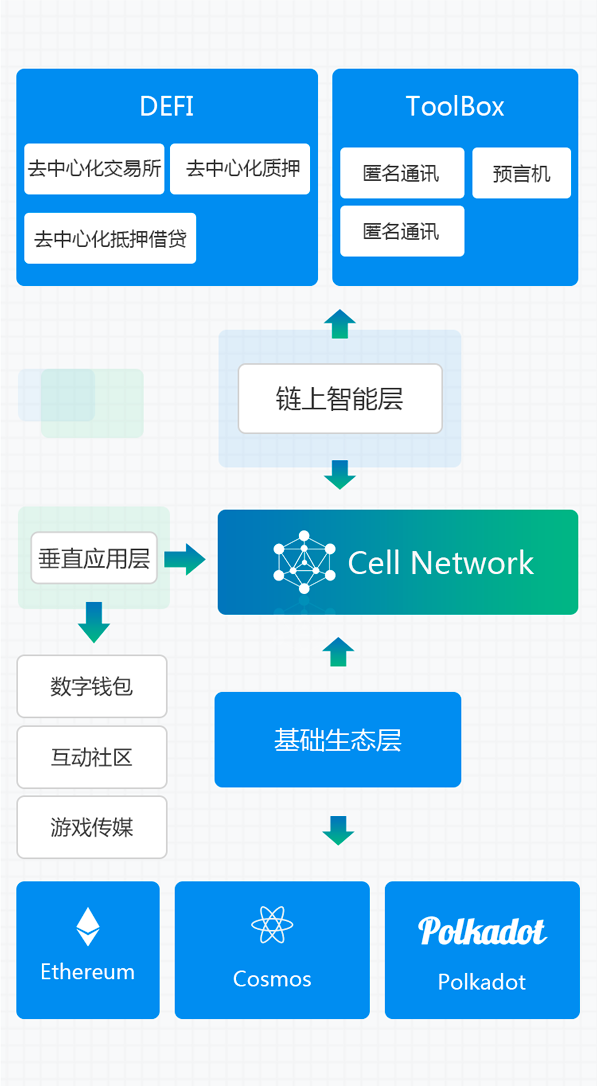 DEFI
去中心化交易所
去中心化质押
去中心化抵押借贷
ToolBox
匿名通讯
预言机
匿名通讯
链上智能层
垂直应用层
Cell Network
数字钱包
互动社区
游戏传媒
基础生态层
Ethereum
Cosmos
Polkadot
Polkadot